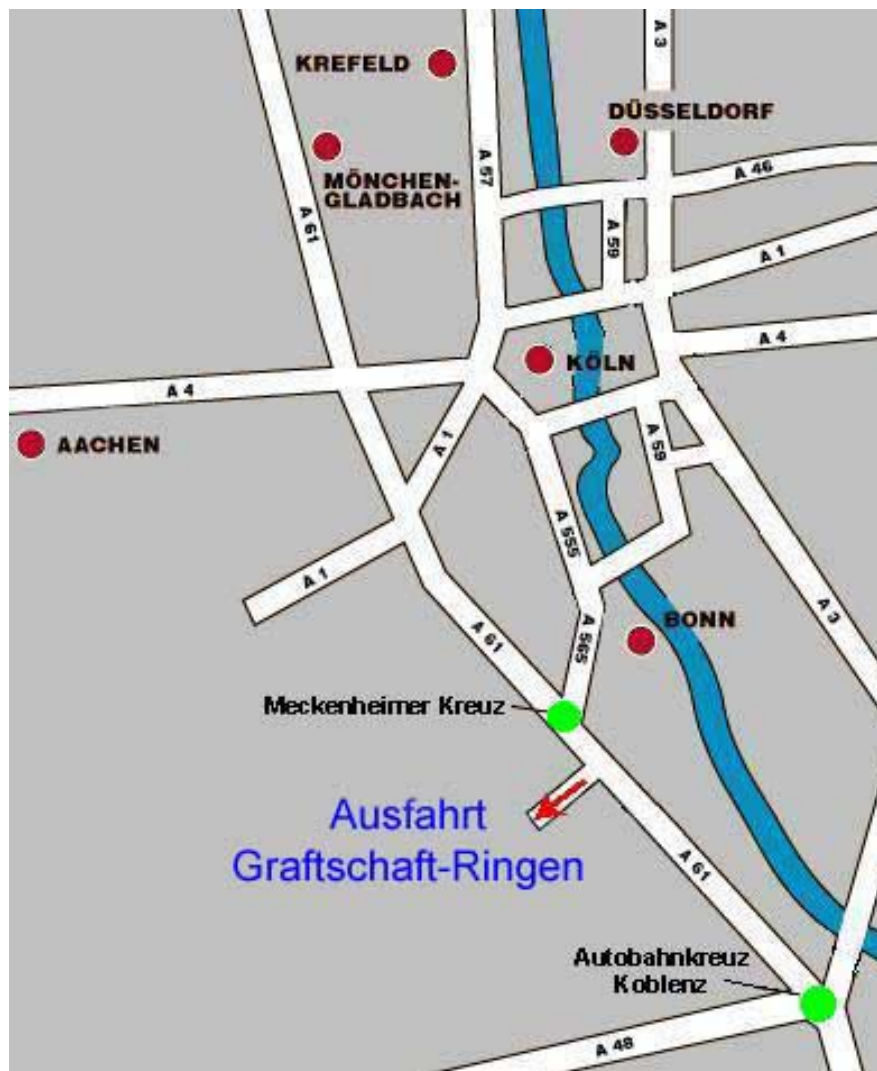 A 3
KREFELD
DÜSSELDORF
A 57
A 46
MÖNCHEN-
GLADBACH
A 61
A 59
A 1
A 4
KÖLN
A 4
A 1
AACHEN
A 59
A 555
A 1
A 3
A 61
A 565
BONN
Meckenheimer Kreuz
Ausfahrt
Graftschaft-Ringen
A 61
Autobahnkreuz
Koblenz
A 48